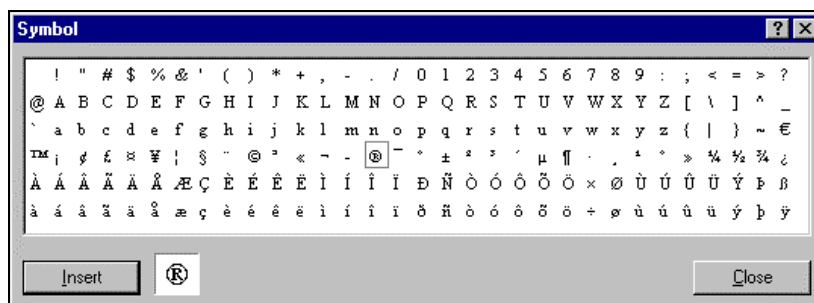 Symbol
! " # $ % & ' ( ) * + , - . / 0 1 2 3 4 5 6 7 8 9 : ; < = > ?
@ A B C D E F G H I J K L M N O P Q R S T U V W X Y Z [ \ ] ^ _
` a b c d e f g h i j k l m n o p q r s t u v w x y z { | } ~ €
™ ¡ ¢ £ ¤ ¥ ¦ § ¨ © ª « ¬ - ® ¯ ° ± ² ³ ´ µ ¶ · ¸ ¹ º » ¼ ½ ¾ ¿
À Á Â Ã Ä Å Æ Ç È É Ê Ë Ì Í Î Ï Ð Ñ Ò Ó Ô Õ Ö × Ø Ù Ú Û Ü Ý Þ ß
à á â ã ä å æ ç è é ê ë ì í î ï ð ñ ò ó ô õ ö ÷ ø ù ú û ü ý þ ÿ
Insert ® Close